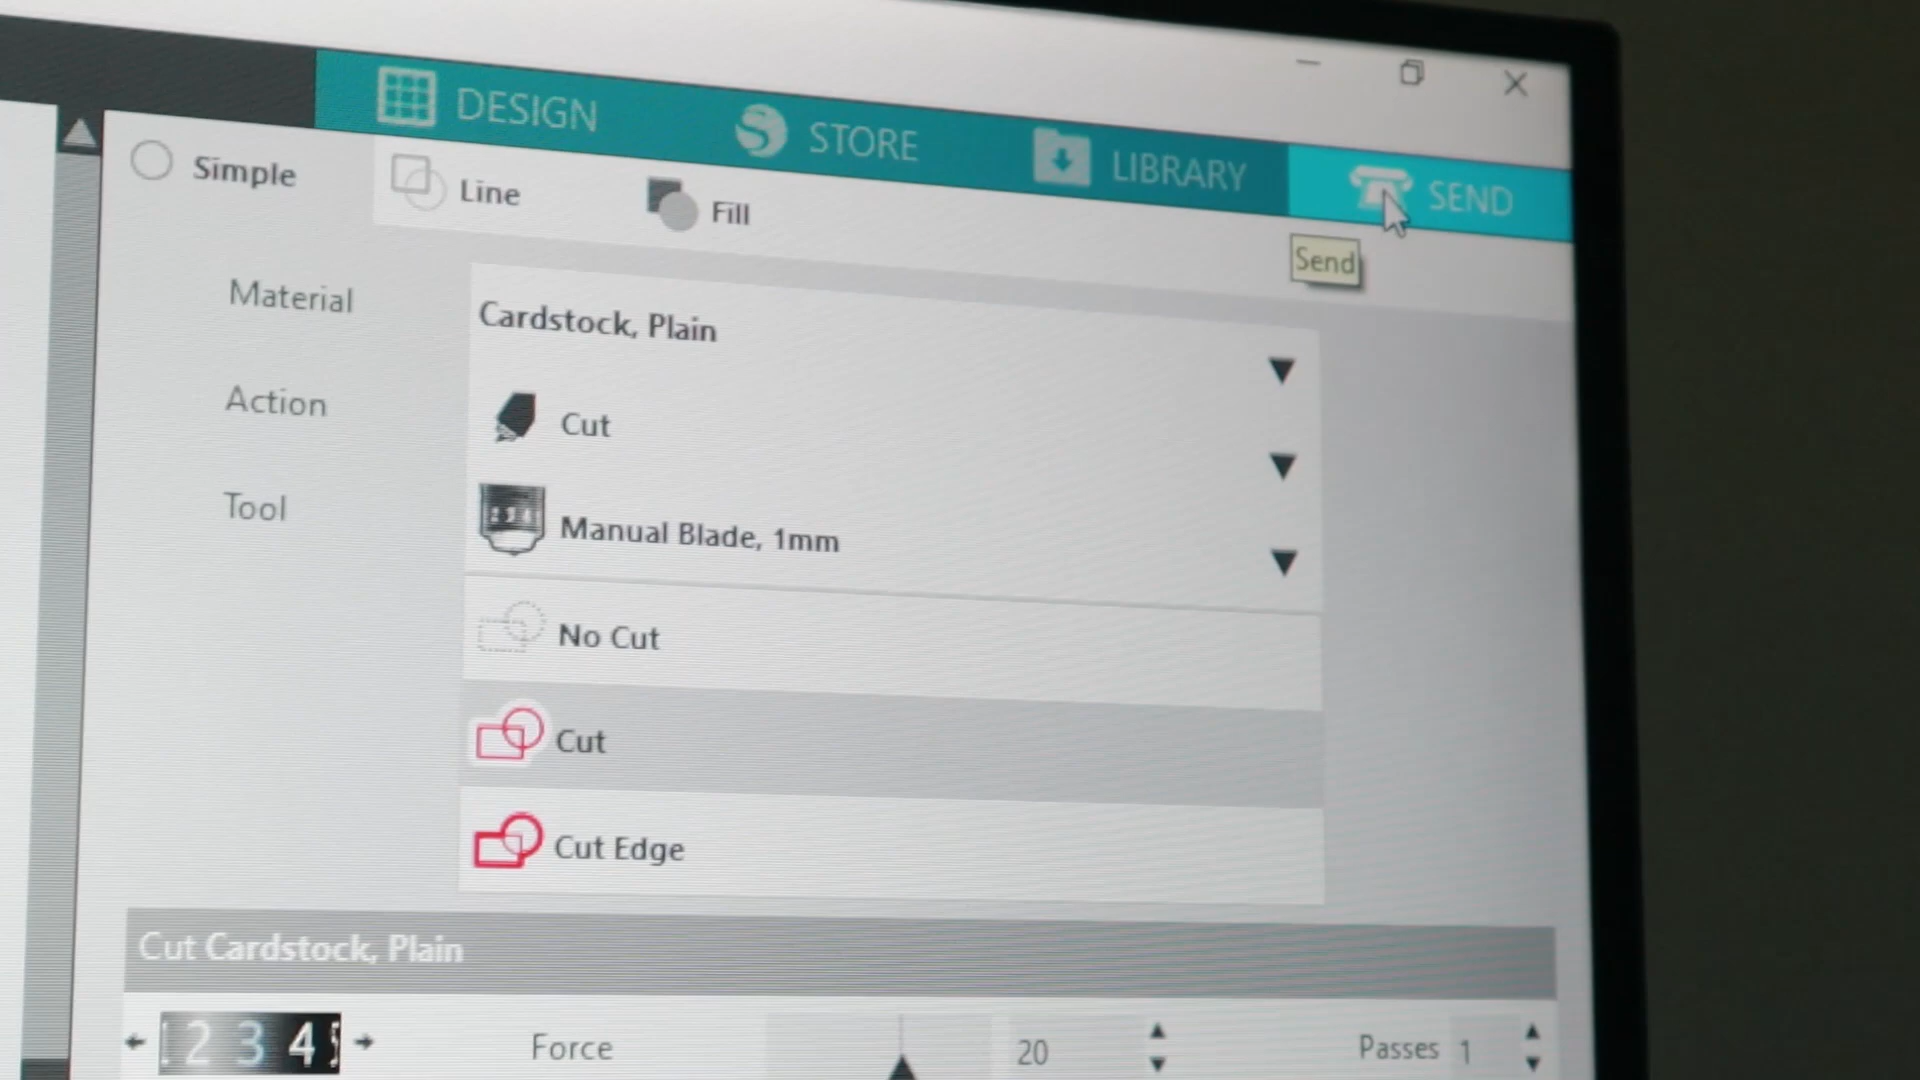 DESIGN
STORE
LIBRARY
SEND
Simple
Line
Fill
Send
Material
Cardstock, Plain
Action
Cut
Tool
Manual Blade, 1mm
No Cut
Cut
Cut Edge
Cut Cardstock, Plain
2 3 4
Force
20
Passes 1